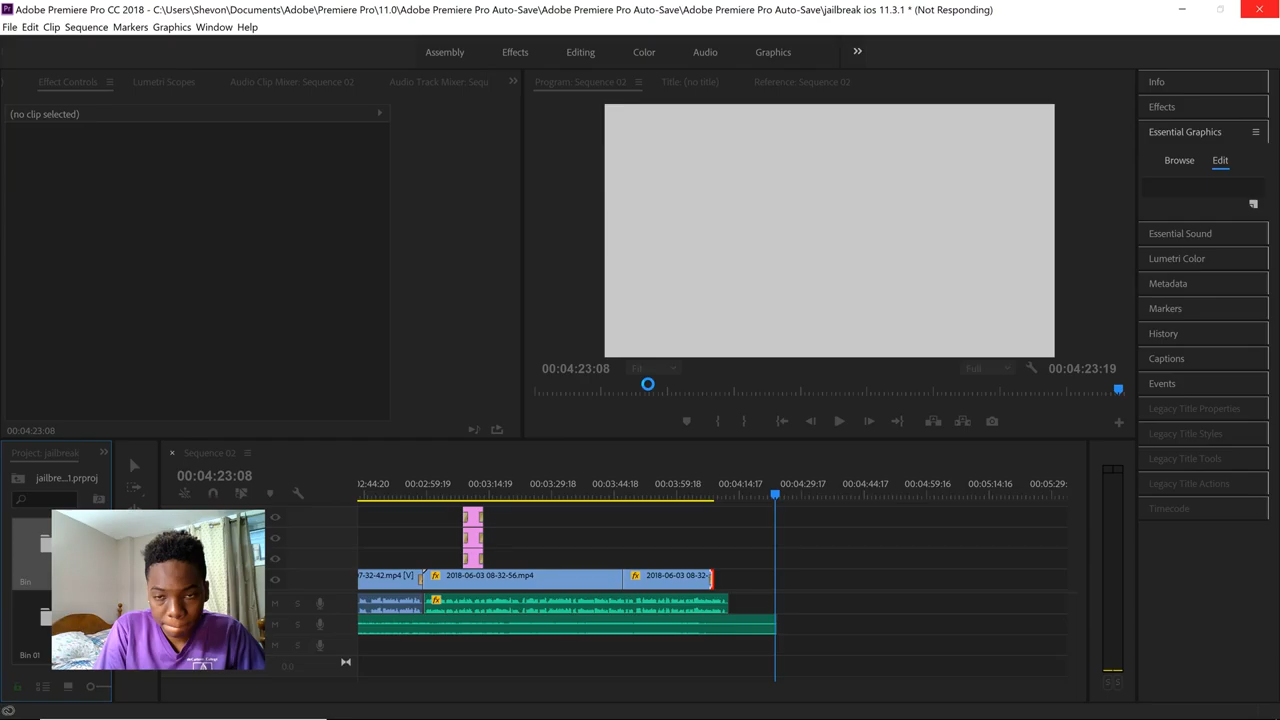 Adobe Premiere Pro CC 2018 - C:\Users\Shevon\Documents\Adobe\Premiere Pro\11.0\Adobe Premiere Pro Auto-Save\Adobe Premiere Pro Auto-Save\Adobe Premiere Pro Auto-Save\jailbreak ios 11.3.1 * (Not Responding)
File Edit Clip Sequence Markers Graphics Window Help
Assembly Effects Editing Color Audio Graphics
Effect Controls Lumetri Scopes Audio Clip Mixer: Sequence 02 Audio Track Mixer: Sequ
Program: Sequence 02 Title: (no title) Reference: Sequence 02
(no clip selected)
00:04:23:08
00:04:23:08 Fit Full 00:04:23:19
Info
Effects
Essential Graphics
Browse Edit
Essential Sound
Lumetri Color
Metadata
Markers
History
Captions
Events
Legacy Title Properties
Legacy Title Styles
Legacy Title Tools
Legacy Title Actions
Timecode
Project: jailbreak
jailbre...1.prproj
Bin
Bin 01
Sequence 02
00:04:23:08
02:44:20 00:02:59:19 00:03:14:19 00:03:29:18 00:03:44:18 00:03:59:18 00:04:14:17 00:04:29:17 00:04:44:17 00:04:59:16 00:05:14:16 00:05:29:
7-32-42.mp4 [V] fx 2018-06-03 08-32-56.mp4 fx 2018-06-03 08-32-
M S fx
M S
M S
0.0
S S